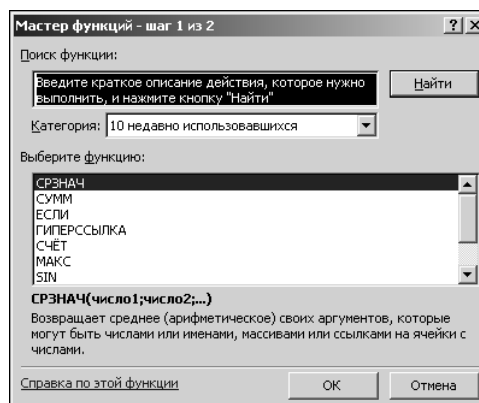 Мастер функций - шаг 1 из 2
Поиск функции:
Введите краткое описание действия, которое нужно
выполнить, и нажмите кнопку "Найти"
Найти
Категория: 10 недавно использовавшихся
Выберите функцию:
СРЗНАЧ
СУММ
ЕСЛИ
ГИПЕРССЫЛКА
СЧЁТ
МАКС
SIN
СРЗНАЧ(число1;число2;...)
Возвращает среднее (арифметическое) своих аргументов, которые
могут быть числами или именами, массивами или ссылками на ячейки с
числами.
Справка по этой функции
ОК
Отмена